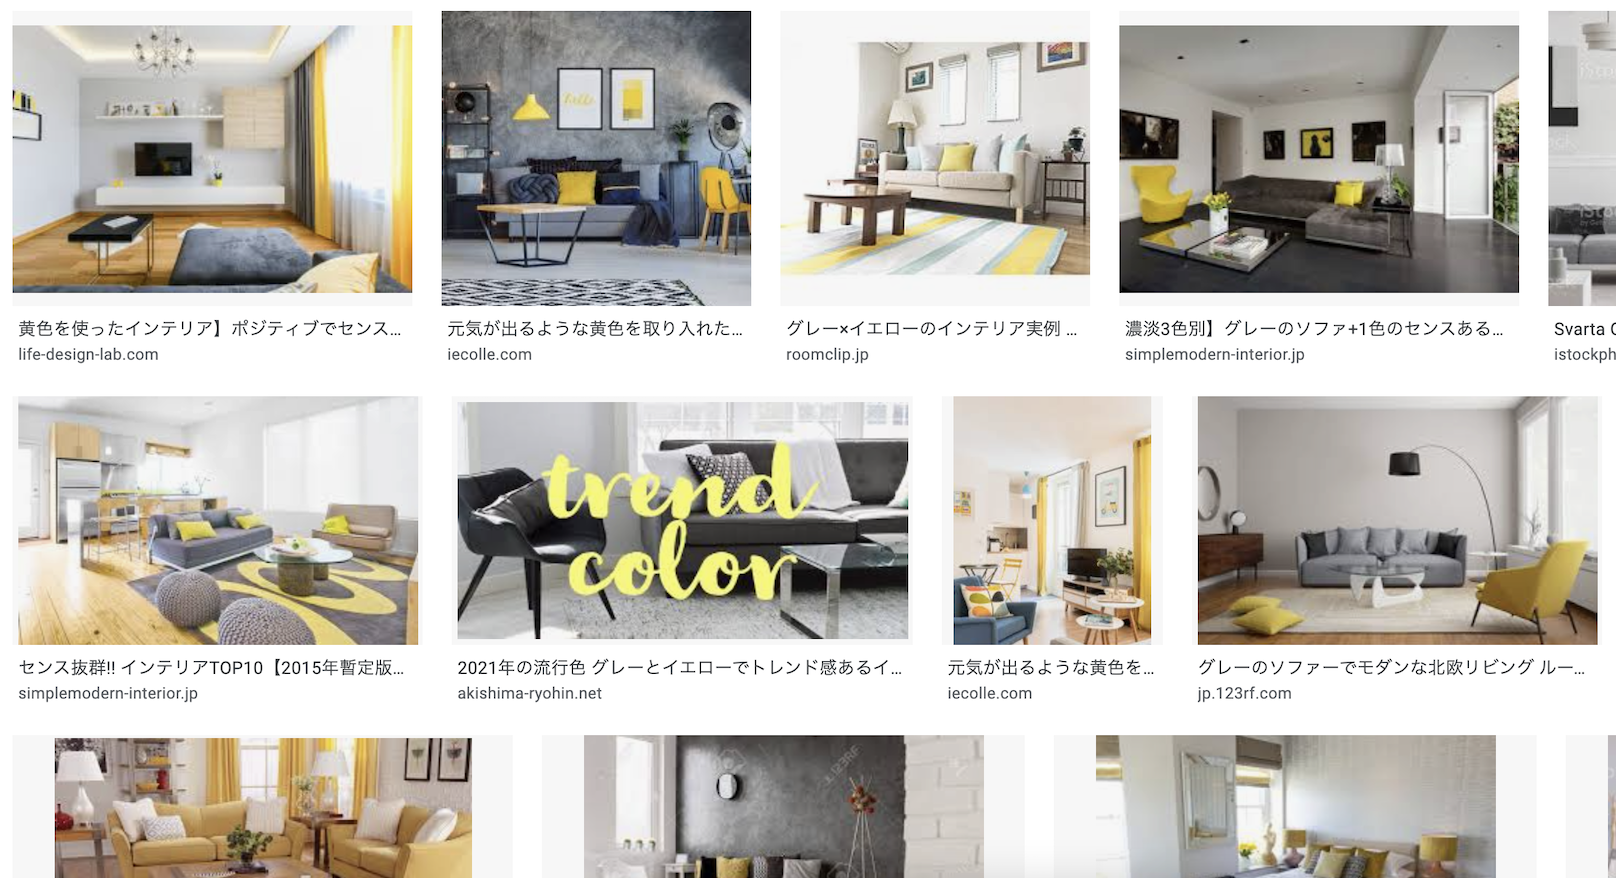 hello
黄色を使ったインテリア】ポジティブでセンス...
life-design-lab.com
元気が出るような黄色を取り入れた...
iecolle.com
グレー×イエローのインテリア実例 ...
roomclip.jp
濃淡3色別】グレーのソファ+1色のセンスある...
simplemodern-interior.jp
iStock
Svarta
istockph
trend
color
センス抜群!! インテリアTOP10【2015年暫定版...
simplemodern-interior.jp
2021年の流行色 グレーとイエローでトレンド感あるイ...
akishima-ryohin.net
元気が出るような黄色を...
iecolle.com
グレーのソファーでモダンな北欧リビング ルー...
jp.123rf.com
123RF